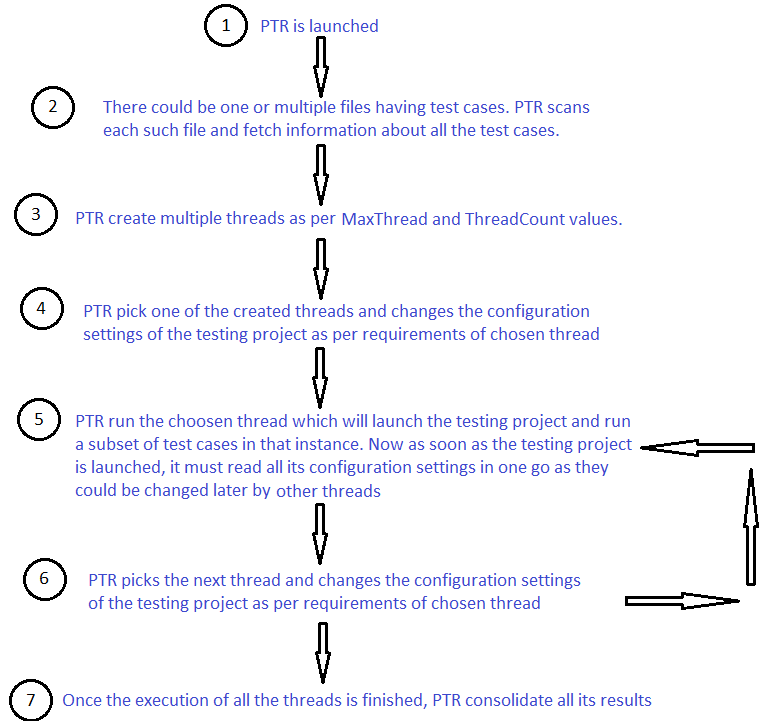 1 PTR is launched
2 There could be one or multiple files having test cases. PTR scans
each such file and fetch information about all the test cases.
3 PTR create multiple threads as per MaxThread and ThreadCount values.
4 PTR pick one of the created threads and changes the configuration
settings of the testing project as per requirements of chosen thread
5 PTR run the choosen thread which will launch the testing project and run
a subset of test cases in that instance. Now as soon as the testing project
is launched, it must read all its configuration settings in one go as they
could be changed later by other threads
6 PTR picks the next thread and changes the configuration settings
of the testing project as per requirements of chosen thread
7 Once the execution of all the threads is finished, PTR consolidate all its results